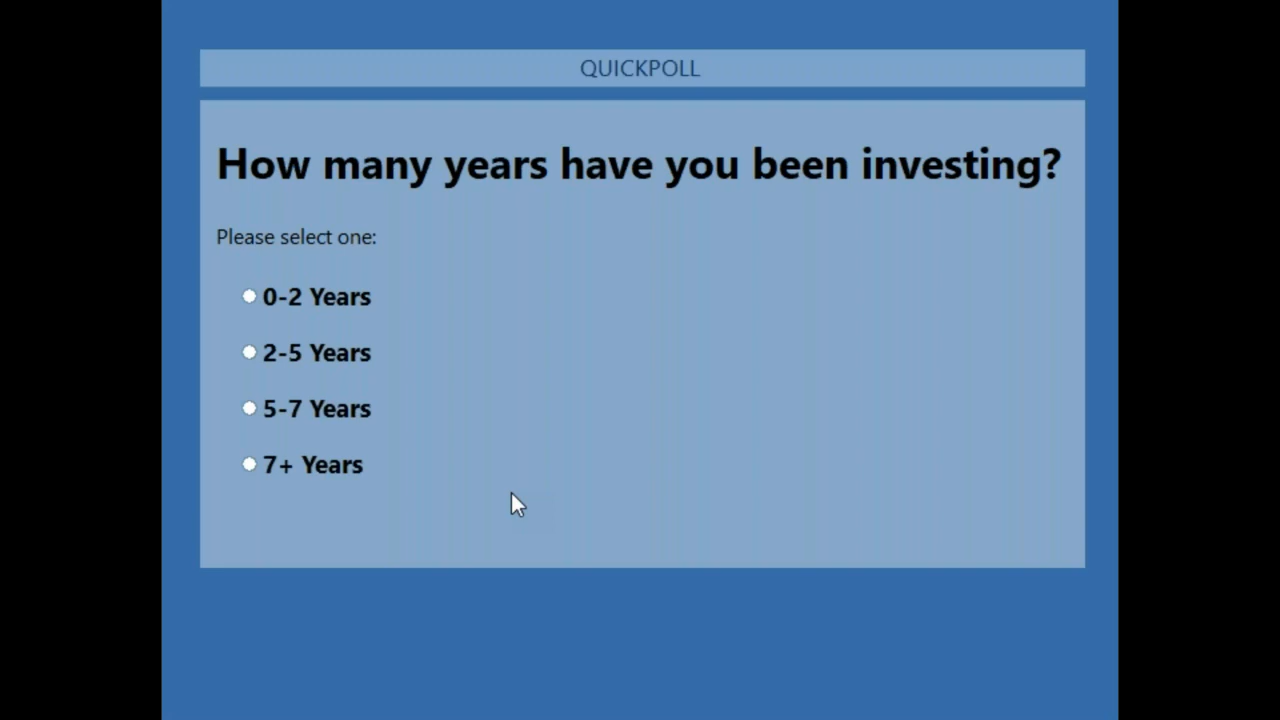 QUICKPOLL
How many years have you been investing?
Please select one:
0-2 Years
2-5 Years
5-7 Years
7+ Years